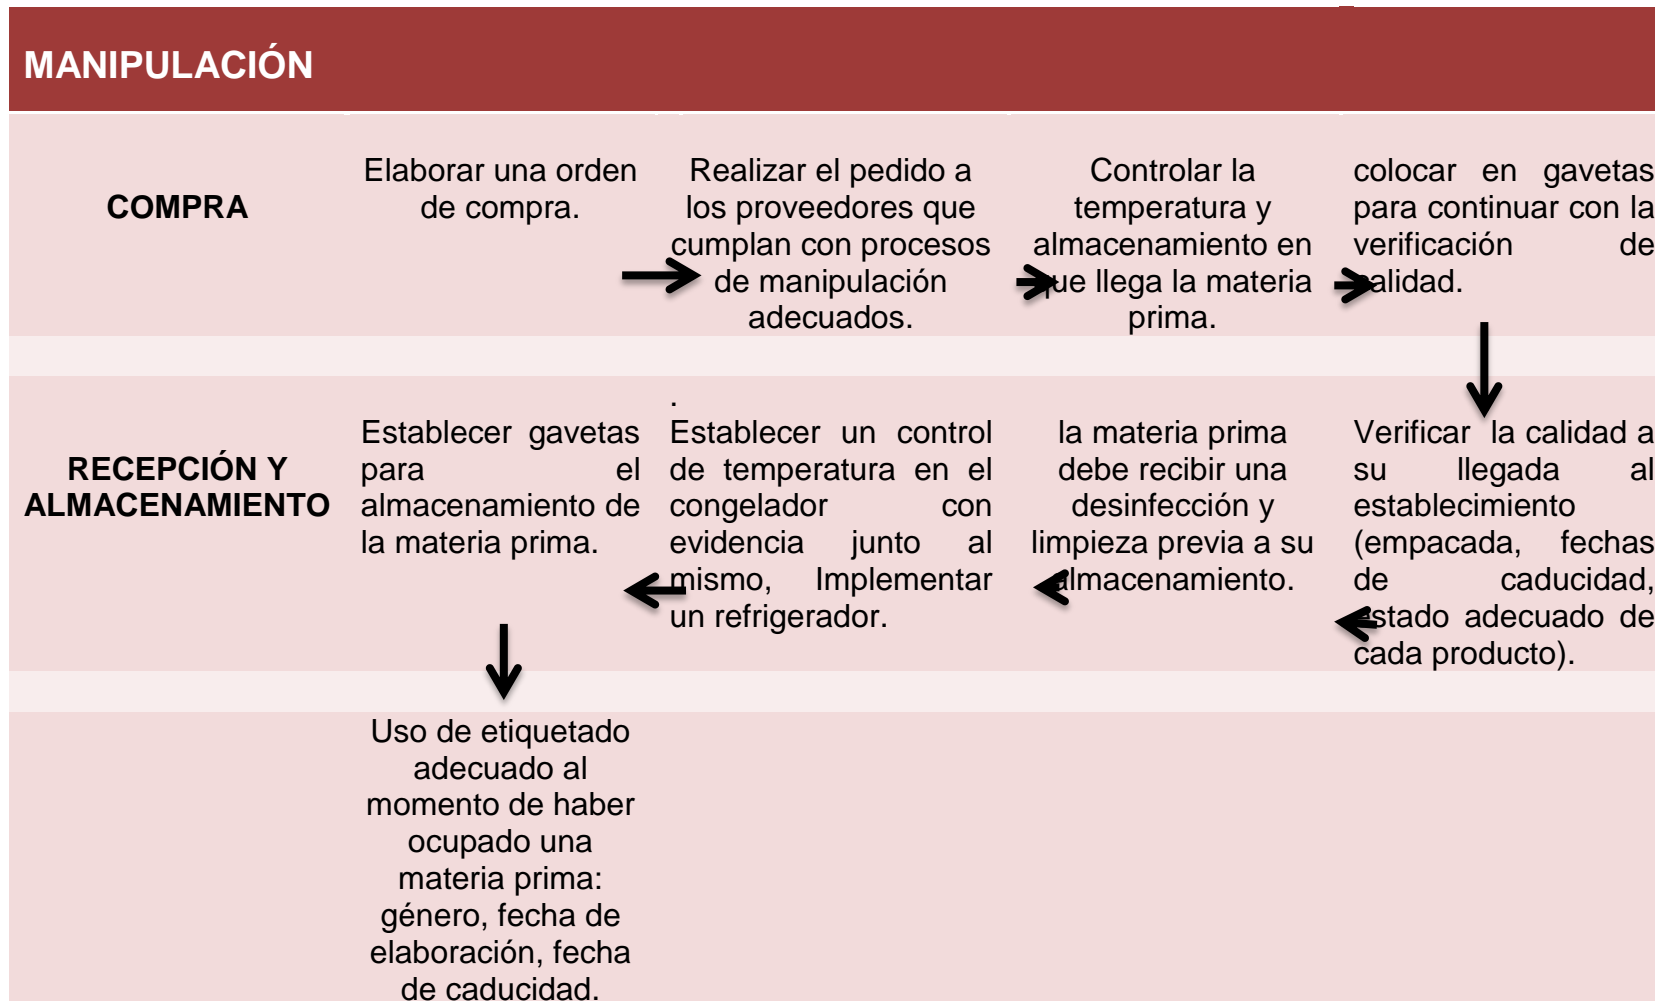 MANIPULACIÓN
COMPRA
Elaborar una orden
de compra.
Realizar el pedido a
los proveedores que
cumplan con procesos
de manipulación
adecuados.
Controlar la
temperatura y
almacenamiento en
que llega la materia
prima.
colocar en gavetas
para continuar con la
verificación de
calidad.
RECEPCIÓN Y
ALMACENAMIENTO
Establecer gavetas
para el
almacenamiento de
la materia prima.
.
Establecer un control
de temperatura en el
congelador con
evidencia junto al
mismo, Implementar
un refrigerador.
la materia prima
debe recibir una
desinfección y
limpieza previa a su
almacenamiento.
Verificar la calidad a
su llegada al
establecimiento
(empacada, fechas
de caducidad,
estado adecuado de
cada producto).
Uso de etiquetado
adecuado al
momento de haber
ocupado una
materia prima:
género, fecha de
elaboración, fecha
de caducidad.